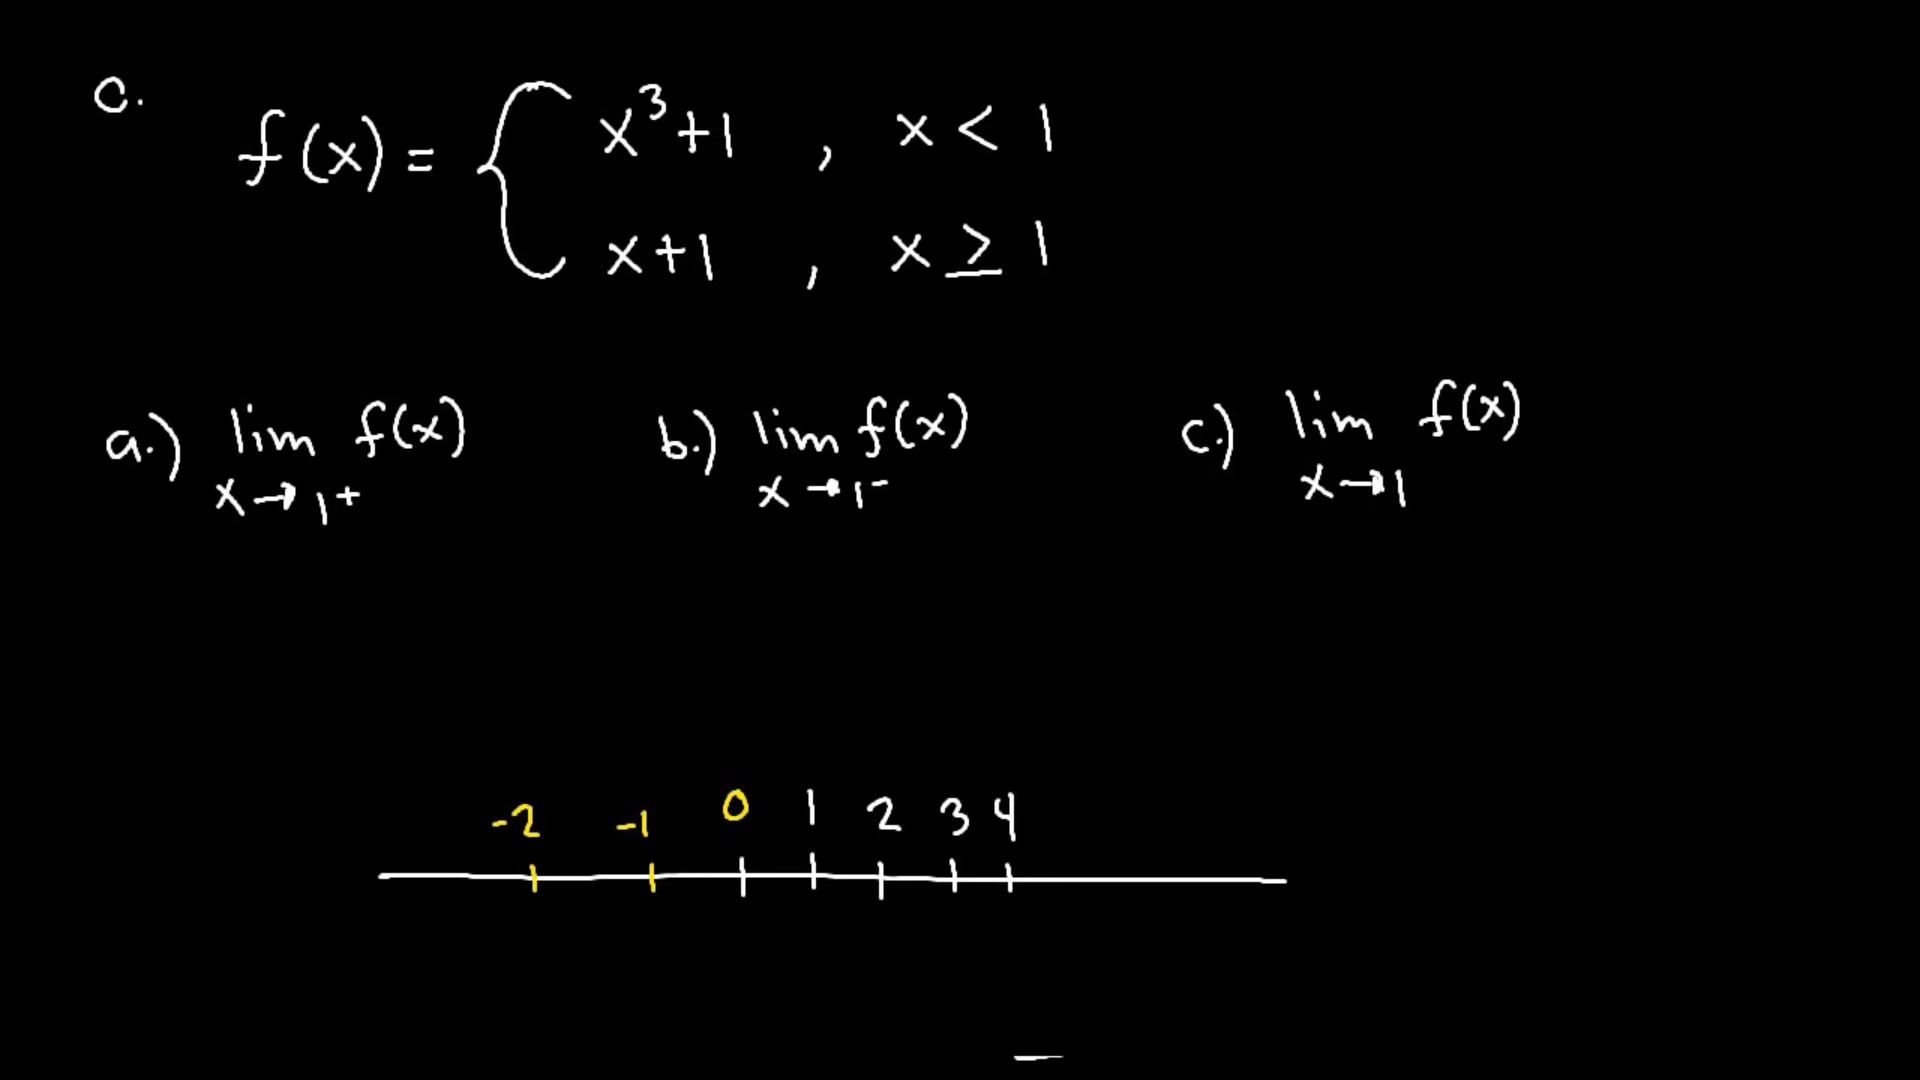 c.
f(x) = { x³+1 , x < 1
x+1 , x ≥ 1
a.) lim f(x) b.) lim f(x) c.) lim f(x)
x→1+ x→1- x→1
-2 -1 0 1 2 3 4